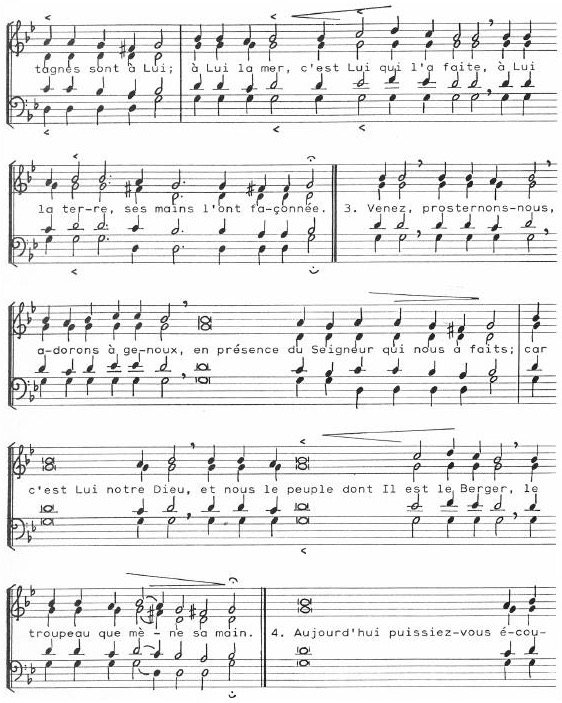 tagnes sont à Lui; à Lui la mer, c'est Lui qui l'a faite, à Lui
la ter-re, ses mains l'ont fa-çonnée. 3. Venez, prosternons-nous,
a-dorons à ge-noux, en présence du Seigneur qui nous a faits; car
c'est Lui notre Dieu, et nous le peuple dont Il est le Berger, le
troupeau que mè - ne sa main. 4. Aujourd'hui puissiez-vous é-cou-